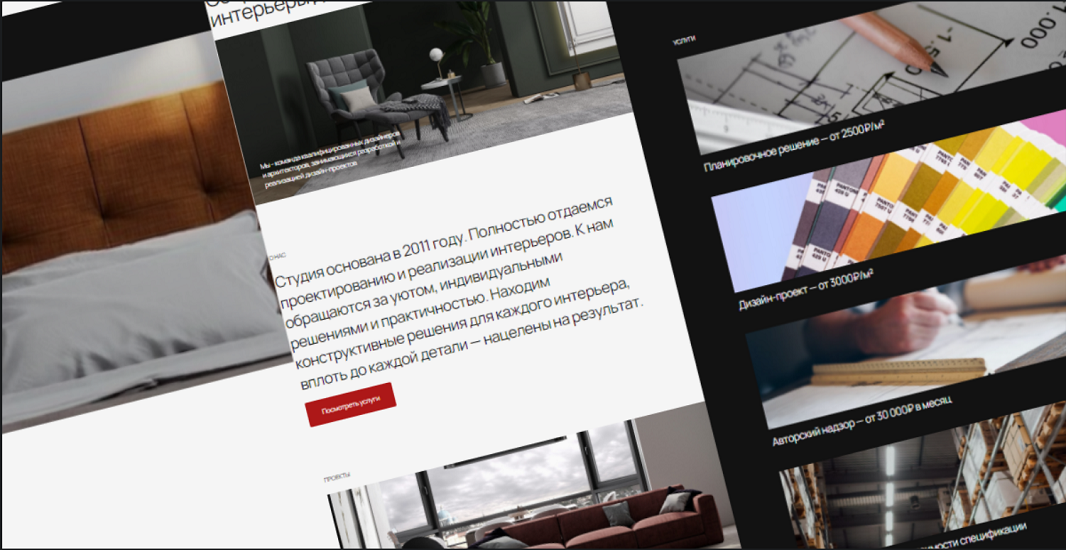 интерьеры
Мы - команда квалифицированных дизайнеров
и архитекторов, занимающихся разработкой и
реализацией дизайн-проектов
О НАС
Студия основана в 2011 году. Полностью отдаемся
проектированию и реализации интерьеров. К нам
обращаются за уютом, индивидуальными
решениями и практичностью. Находим
конструктивные решения для каждого интерьера,
вплоть до каждой детали — нацелены на результат.
Посмотреть услуги
ПРОЕКТЫ
УСЛУГИ
000
Планировочное решение — от 2500₽/м²
PANTONE
Дизайн-проект — от 3000₽/м²
Авторский надзор — от 30 000₽ в месяц
спецификации